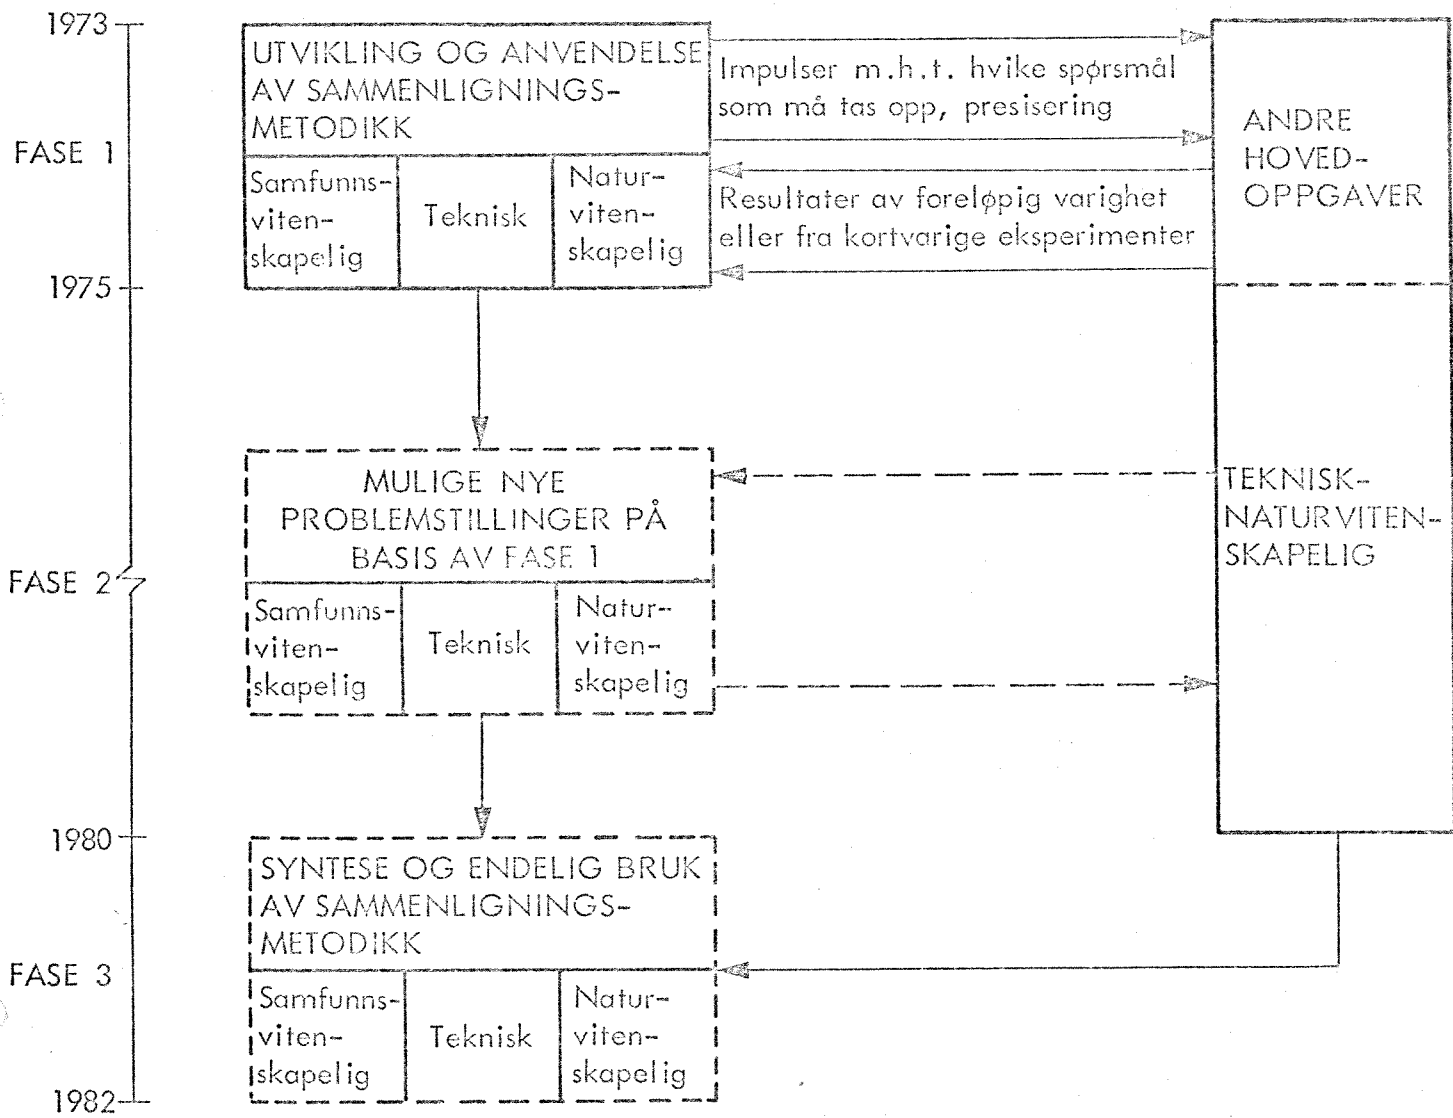 1973
UTVIKLING OG ANVENDELSE
AV SAMMENLIGNINGS-
METODIKK
Impulser m.h.t. hvike spørsmål
som må tas opp, presisering
ANDRE
HOVED-
OPPGAVER
FASE 1
Samfunns-
viten-
skapelig
Teknisk
Natur-
viten-
skapelig
Resultater av foreløpig varighet
eller fra kortvarige eksperimenter
1975
MULIGE NYE
PROBLEMSTILLINGER PÅ
BASIS AV FASE 1
TEKNISK-
NATURVITEN-
SKAPELIG
FASE 2
Samfunns-
viten-
skapelig
Teknisk
Natur-
viten-
skapelig
1980
SYNTESE OG ENDELIG BRUK
AV SAMMENLIGNINGS-
METODIKK
FASE 3
Samfunns-
viten-
skapelig
Teknisk
Natur-
viten-
skapelig
1982